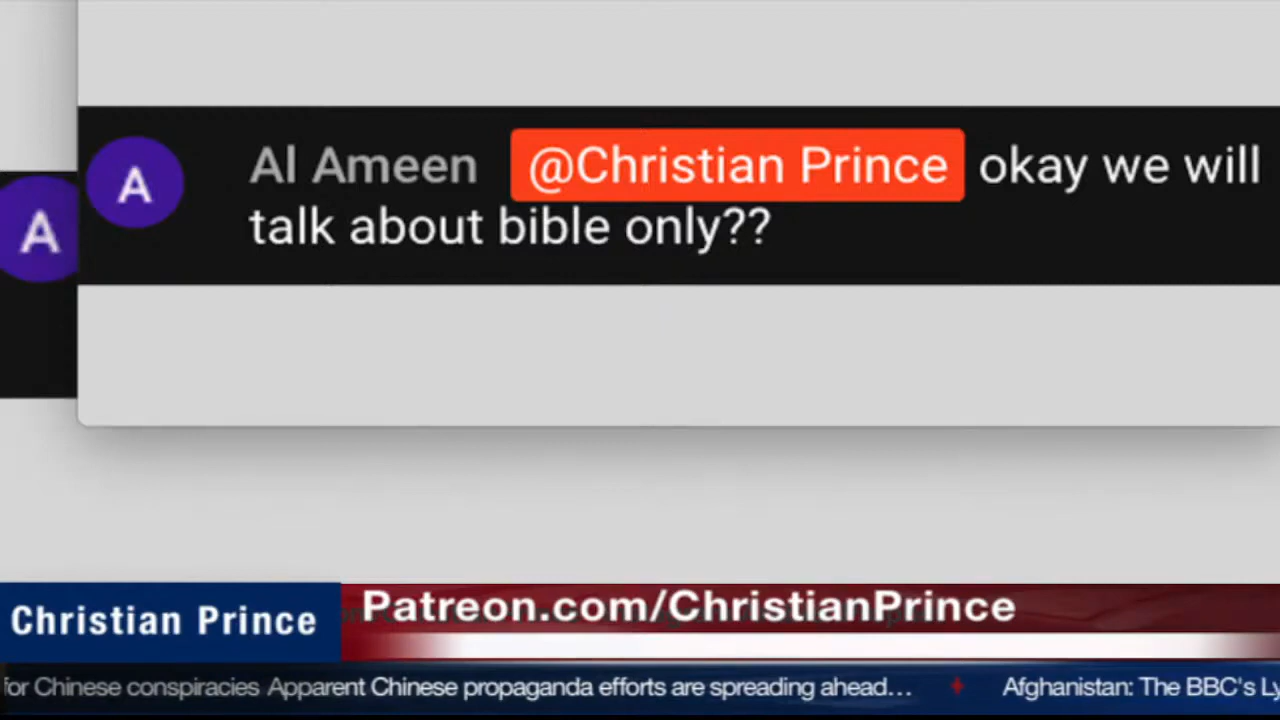 A
Al Ameen @Christian Prince okay we will
talk about bible only??
A
Christian Prince
Patreon.com/ChristianPrince
for Chinese conspiracies Apparent Chinese propaganda efforts are spreading ahead... Afghanistan: The BBC's Ly